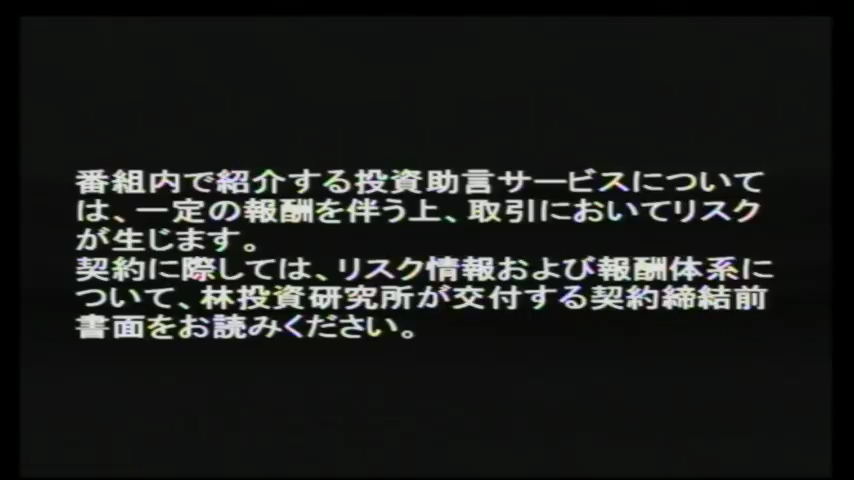 番組内で紹介する投資助言サービスについて
は、一定の報酬を伴う上、取引においてリスク
が生じます。
契約に際しては、リスク情報および報酬体系に
ついて、林投資研究所が交付する契約締結前
書面をお読みください。